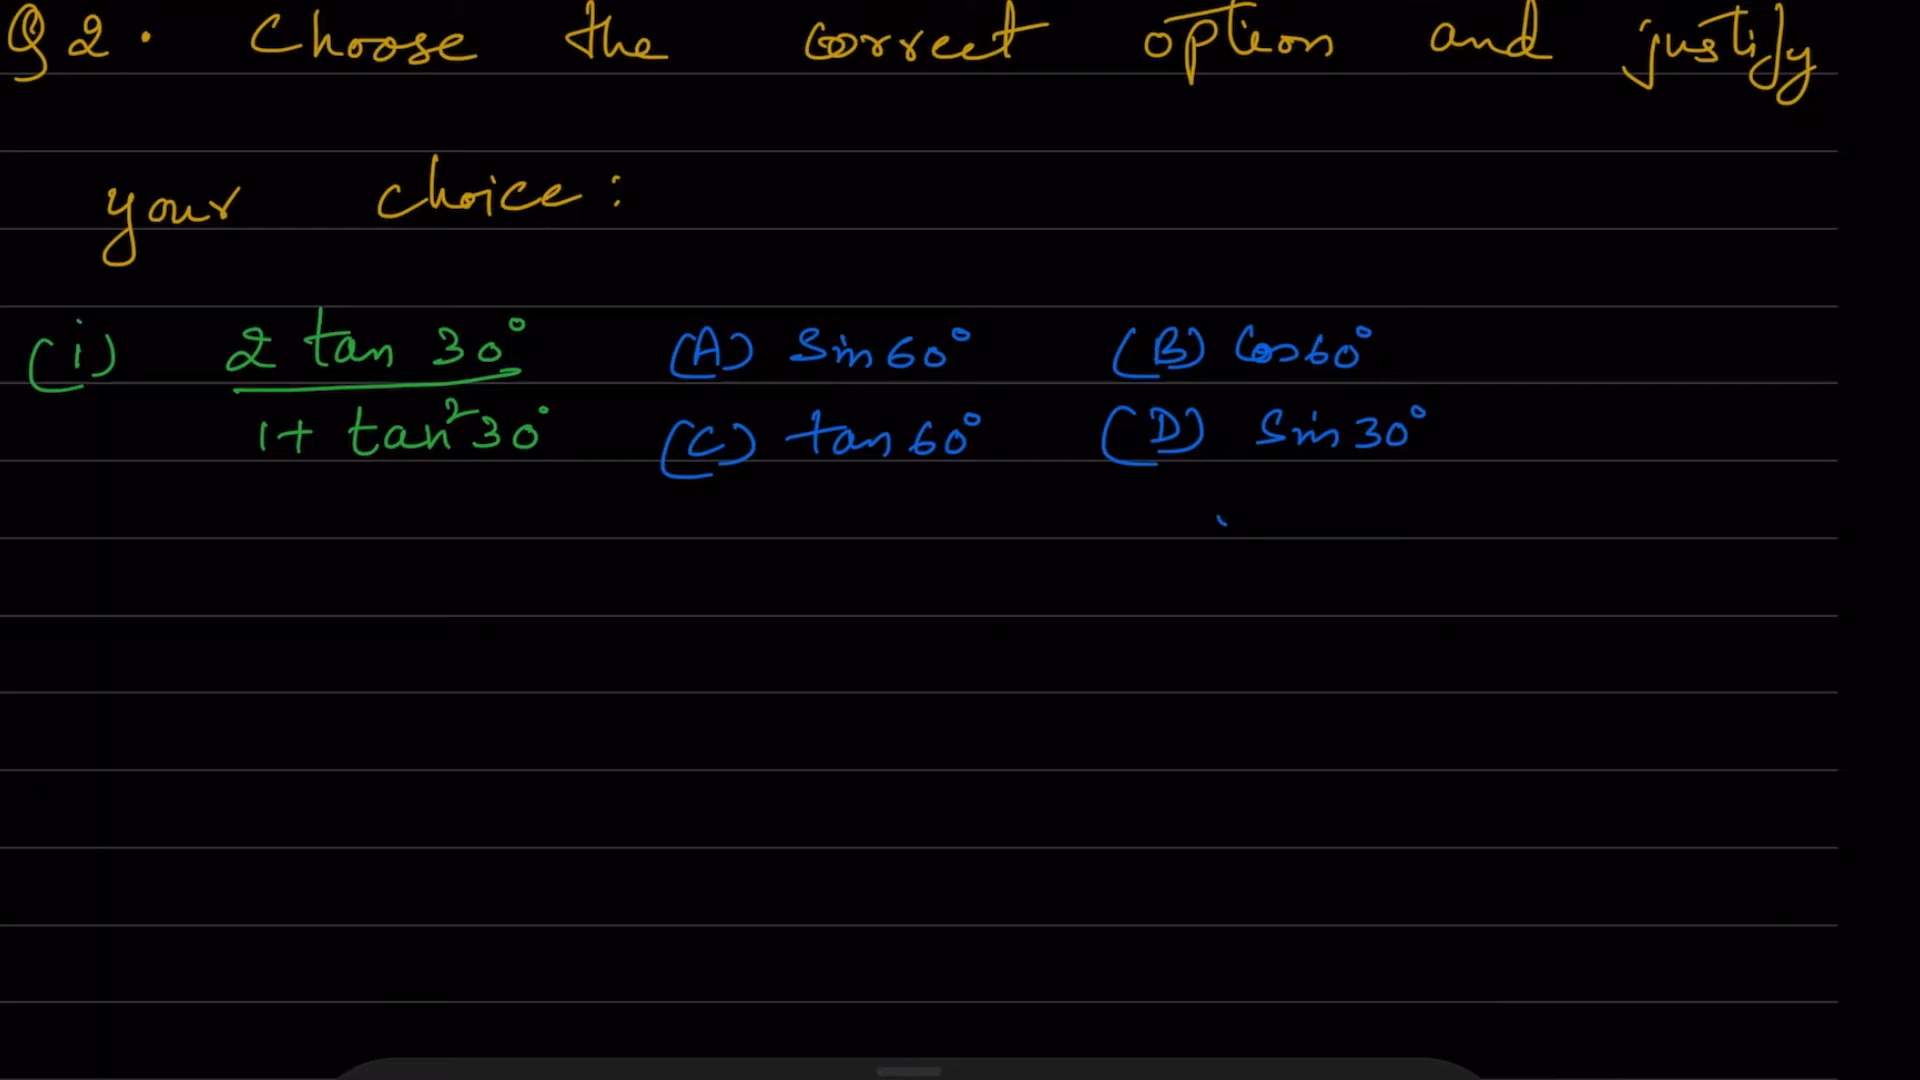 Q2. Choose the correct option and justify
your choice:
(i) 2 tan 30° (A) Sin 60° (B) Cos 60°
1 + tan²30° (C) tan 60° (D) Sin 30°